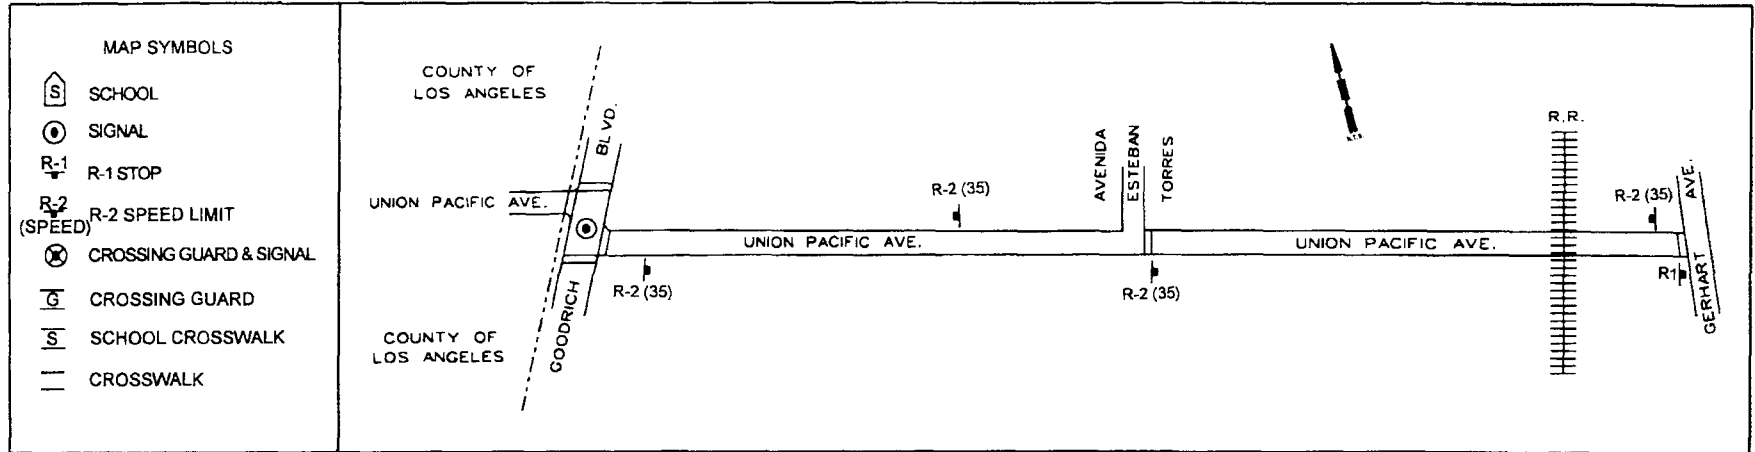 MAP SYMBOLS
S SCHOOL
SIGNAL
R-1 R-1 STOP
R-2
(SPEED) R-2 SPEED LIMIT
CROSSING GUARD & SIGNAL
G CROSSING GUARD
S SCHOOL CROSSWALK
CROSSWALK
COUNTY OF
LOS ANGELES
BLVD.
UNION PACIFIC AVE.
GOODRICH
COUNTY OF
LOS ANGELES
R-2 (35)
UNION PACIFIC AVE.
R-2 (35)
AVENIDA
ESTEBAN
TORRES
R-2 (35)
UNION PACIFIC AVE.
R.R.
R-2 (35)
AVE.
GERHART
R1